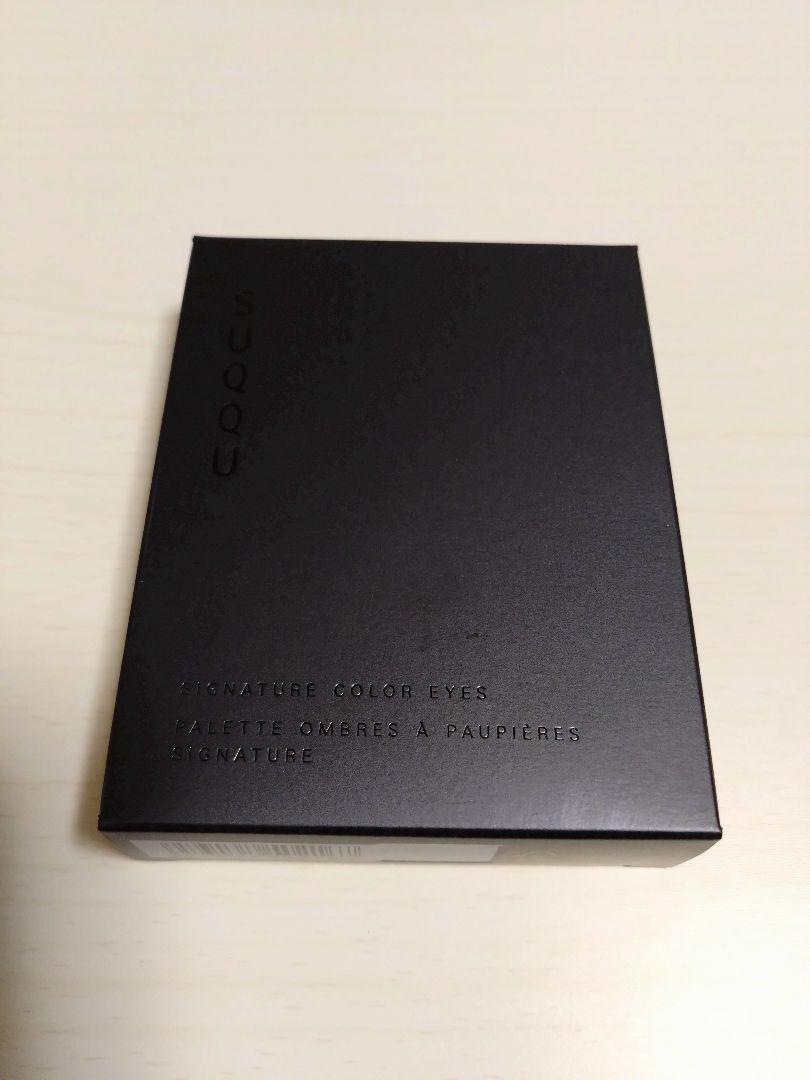 SUQQU
SIGNATURE COLOR EYES
PALETTE OMBRES À PAUPIÈRES
SIGNATURE